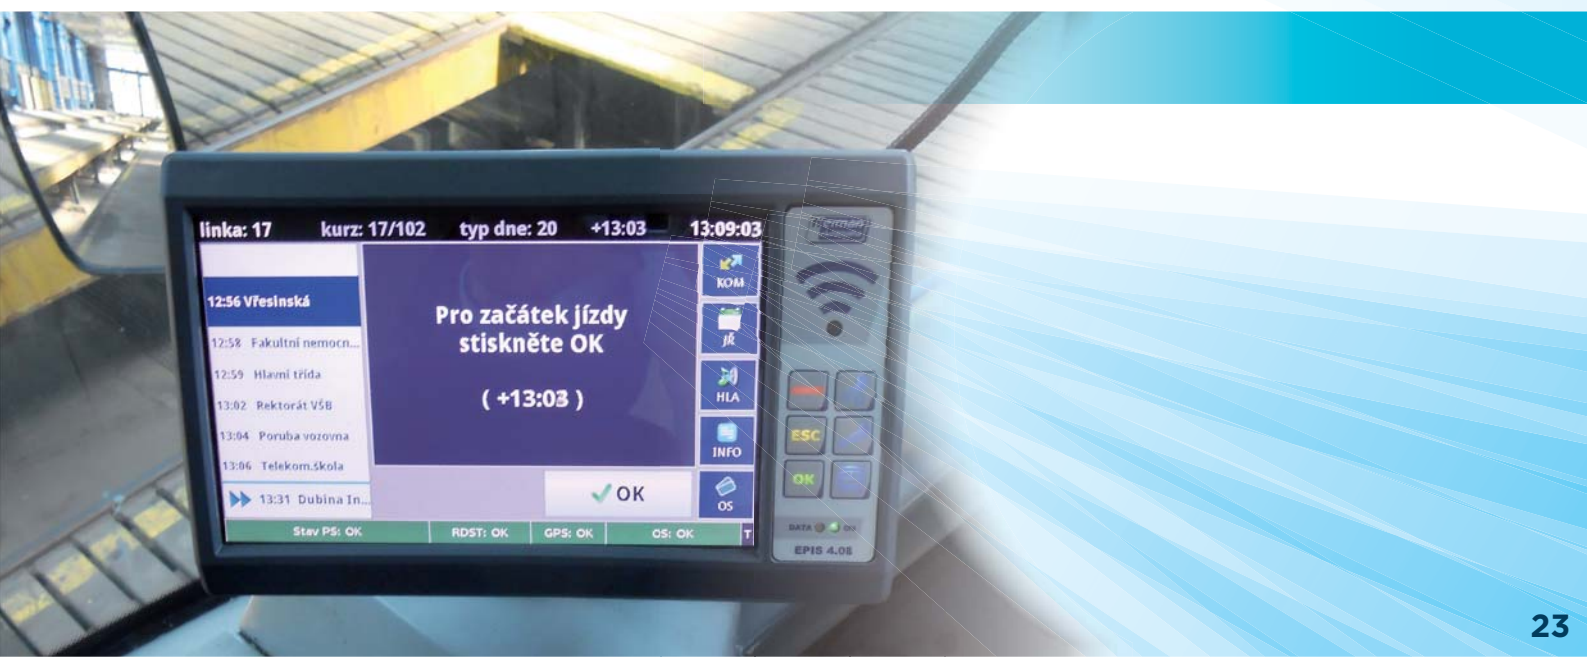 linka: 17 kurz: 17/102 typ dne: 20 +13:03 13:09:03
12:56 Vřesinská
12:58 Fakultní nemocn...
12:59 Hlavní třída
13:02 Rektorát VŠB
13:04 Poruba vozovna
13:06 Telekom.škola
13:31 Dubina In...
Pro začátek jízdy
stiskněte OK
( +13:03 )
OK
KOM
JŘ
HLA
INFO
OS
Stav PS: OK RDST: OK GPS: OK OS: OK T
ESC
OK
DATA
EPIS 4.08
23